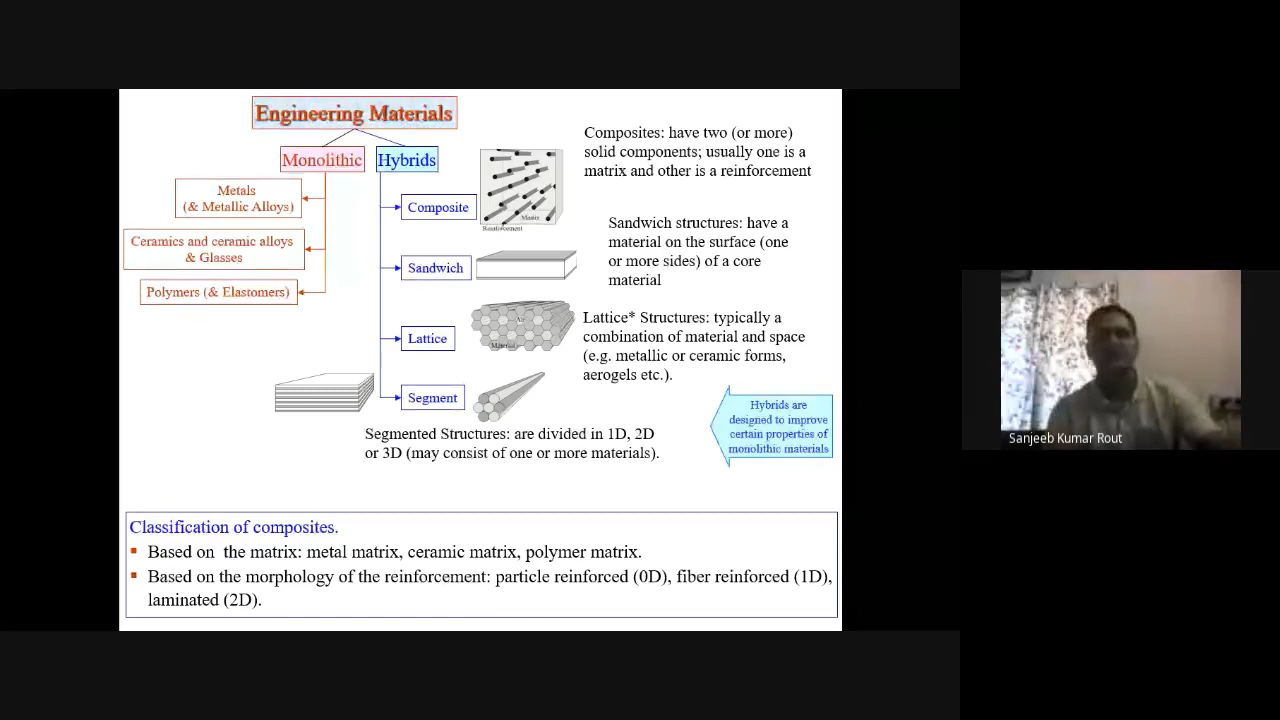 Engineering Materials
Monolithic
Hybrids
Metals
(& Metallic Alloys)
Ceramics and ceramic alloys
& Glasses
Polymers (& Elastomers)
Composite
Matrix
Reinforcement
Composites: have two (or more)
solid components; usually one is a
matrix and other is a reinforcement
Sandwich
Sandwich structures: have a
material on the surface (one
or more sides) of a core
material
Lattice
Air
Material
Lattice* Structures: typically a
combination of material and space
(e.g. metallic or ceramic forms,
aerogels etc.).
Segment
Segmented Structures: are divided in 1D, 2D
or 3D (may consist of one or more materials).
Hybrids are
designed to improve
certain properties of
monolithic materials
Classification of composites.
▪ Based on the matrix: metal matrix, ceramic matrix, polymer matrix.
▪ Based on the morphology of the reinforcement: particle reinforced (0D), fiber reinforced (1D),
laminated (2D).
Sanjeeb Kumar Rout